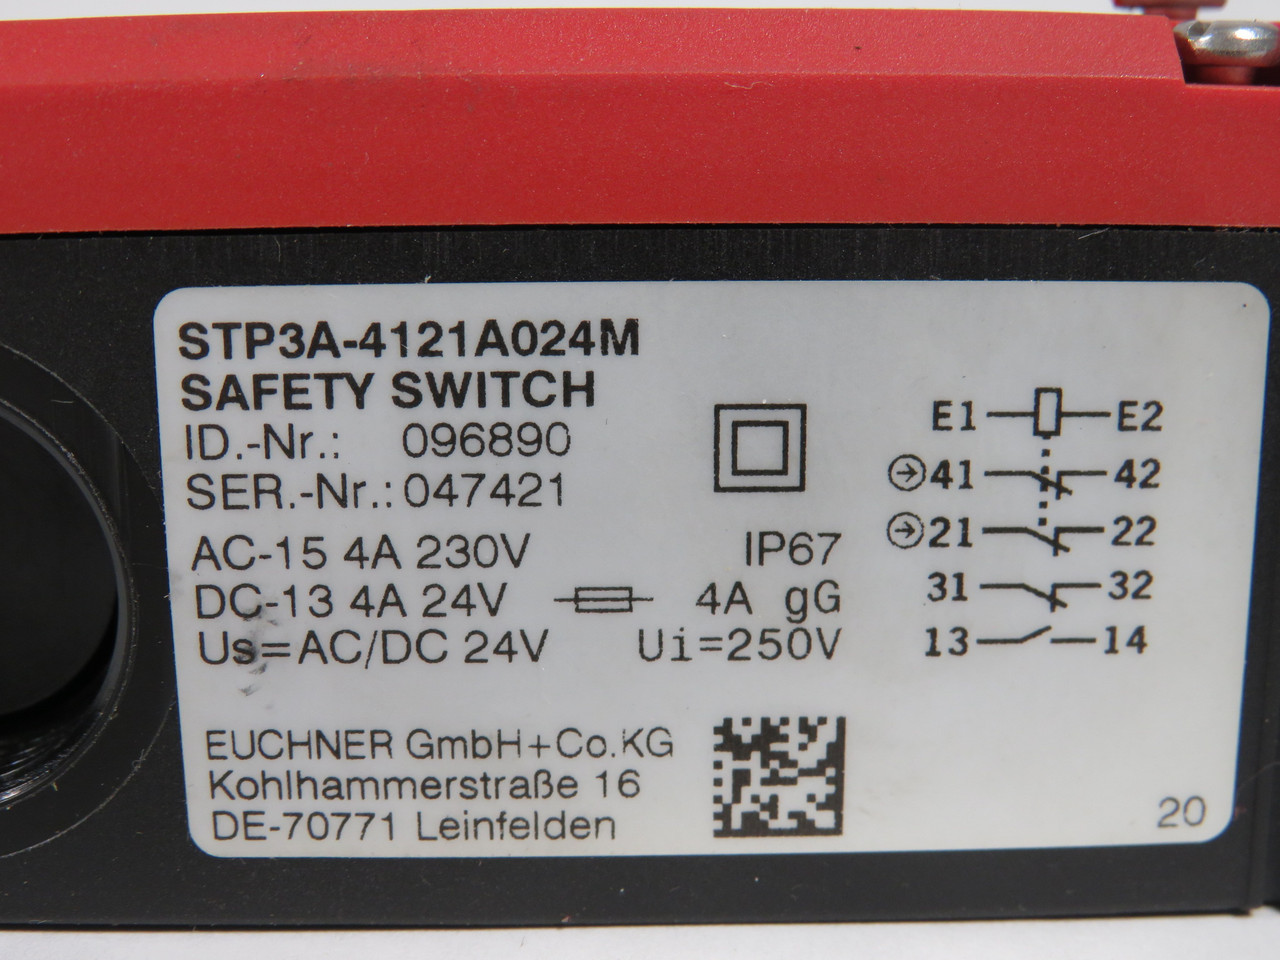 STP3A-4121A024M
SAFETY SWITCH
ID.-Nr.: 096890
SER.-Nr.: 047421
AC-15 4A 230V IP67
DC-13 4A 24V 4A gG
Us=AC/DC 24V Ui=250V
EUCHNER GmbH+Co.KG
Kohlhammerstraße 16
DE-70771 Leinfelden
E1 E2
41 42
21 22
31 32
13 14
20